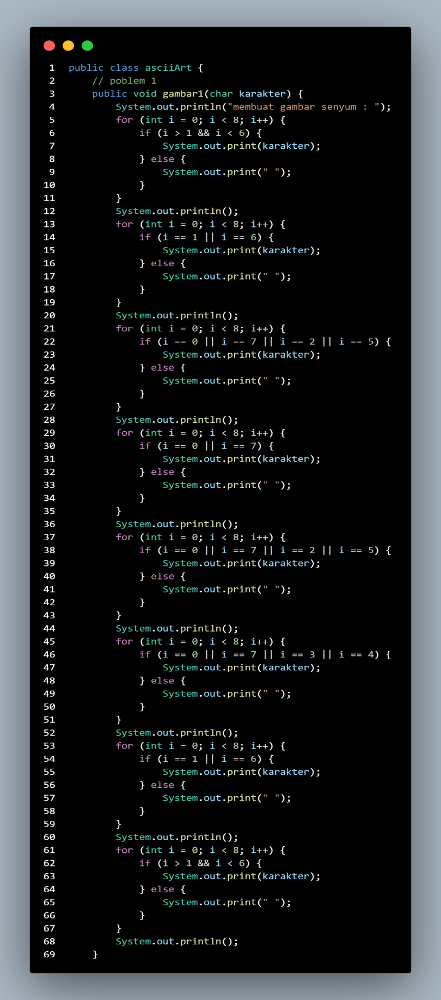 1 public class asciiArt {
2     // poblem 1
3     public void gambar1(char karakter) {
4         System.out.println("membuat gambar senyum : ");
5         for (int i = 0; i < 8; i++) {
6             if (i > 1 && i < 6) {
7                 System.out.print(karakter);
8             } else {
9                 System.out.print(" ");
10             }
11         }
12         System.out.println();
13         for (int i = 0; i < 8; i++) {
14             if (i == 1 || i == 6) {
15                 System.out.print(karakter);
16             } else {
17                 System.out.print(" ");
18             }
19         }
20         System.out.println();
21         for (int i = 0; i < 8; i++) {
22             if (i == 0 || i == 7 || i == 2 || i == 5) {
23                 System.out.print(karakter);
24             } else {
25                 System.out.print(" ");
26             }
27         }
28         System.out.println();
29         for (int i = 0; i < 8; i++) {
30             if (i == 0 || i == 7) {
31                 System.out.print(karakter);
32             } else {
33                 System.out.print(" ");
34             }
35         }
36         System.out.println();
37         for (int i = 0; i < 8; i++) {
38             if (i == 0 || i == 7 || i == 2 || i == 5) {
39                 System.out.print(karakter);
40             } else {
41                 System.out.print(" ");
42             }
43         }
44         System.out.println();
45         for (int i = 0; i < 8; i++) {
46             if (i == 0 || i == 7 || i == 3 || i == 4) {
47                 System.out.print(karakter);
48             } else {
49                 System.out.print(" ");
50             }
51         }
52         System.out.println();
53         for (int i = 0; i < 8; i++) {
54             if (i == 1 || i == 6) {
55                 System.out.print(karakter);
56             } else {
57                 System.out.print(" ");
58             }
59         }
60         System.out.println();
61         for (int i = 0; i < 8; i++) {
62             if (i > 1 && i < 6) {
63                 System.out.print(karakter);
64             } else {
65                 System.out.print(" ");
66             }
67         }
68         System.out.println();
69     }